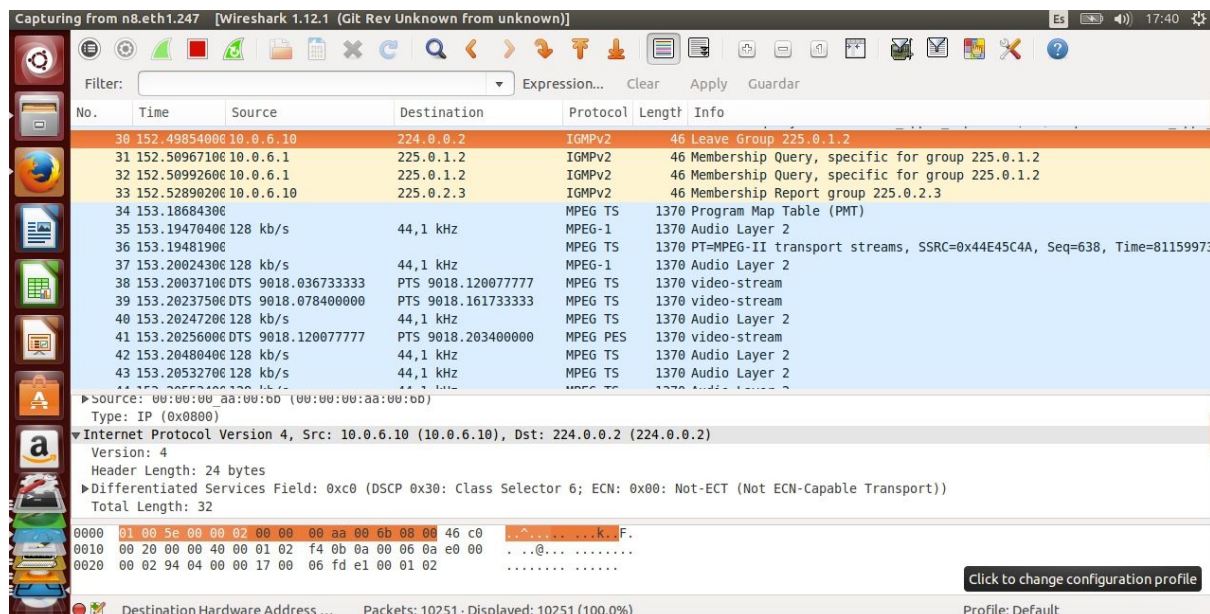 Capturing from n8.eth1.247 [Wireshark 1.12.1 (Git Rev Unknown from unknown)] Es 17:40
Filter: Expression... Clear Apply Guardar
No. Time Source Destination Protocol Length Info
30 152.49854000 10.0.6.10 224.0.0.2 IGMPv2 46 Leave Group 225.0.1.2
31 152.50967100 10.0.6.1 225.0.1.2 IGMPv2 46 Membership Query, specific for group 225.0.1.2
32 152.50992600 10.0.6.1 225.0.1.2 IGMPv2 46 Membership Query, specific for group 225.0.1.2
33 152.52890200 10.0.6.10 225.0.2.3 IGMPv2 46 Membership Report group 225.0.2.3
34 153.18684300 MPEG TS 1370 Program Map Table (PMT)
35 153.19470400 128 kb/s 44,1 kHz MPEG-1 1370 Audio Layer 2
36 153.19481900 MPEG TS 1370 PT=MPEG-II transport streams, SSRC=0x44E45C4A, Seq=638, Time=81159973
37 153.20024300 128 kb/s 44,1 kHz MPEG-1 1370 Audio Layer 2
38 153.20037100 DTS 9018.036733333 PTS 9018.120077777 MPEG TS 1370 video-stream
39 153.20237500 DTS 9018.078400000 PTS 9018.161733333 MPEG TS 1370 video-stream
40 153.20247200 128 kb/s 44,1 kHz MPEG TS 1370 Audio Layer 2
41 153.20256000 DTS 9018.120077777 PTS 9018.203400000 MPEG PES 1370 video-stream
42 153.20480400 128 kb/s 44,1 kHz MPEG TS 1370 Audio Layer 2
43 153.20532700 128 kb/s 44,1 kHz MPEG TS 1370 Audio Layer 2
Source: 00:00:00_aa:00:6b (00:00:00:aa:00:6b)
Type: IP (0x0800)
Internet Protocol Version 4, Src: 10.0.6.10 (10.0.6.10), Dst: 224.0.0.2 (224.0.0.2)
Version: 4
Header Length: 24 bytes
Differentiated Services Field: 0xc0 (DSCP 0x30: Class Selector 6; ECN: 0x00: Not-ECT (Not ECN-Capable Transport))
Total Length: 32
0000 01 00 5e 00 00 02 00 00 00 aa 00 6b 08 00 46 c0 ..^..... ...k..F.
0010 00 20 00 00 40 00 01 02 f4 0b 0a 00 06 0a e0 00 . ..@... ........
0020 00 02 94 04 00 00 17 00 06 fd e1 00 01 02 ........ ......
Click to change configuration profile
Destination Hardware Address ... Packets: 10251 · Displayed: 10251 (100.0%) Profile: Default